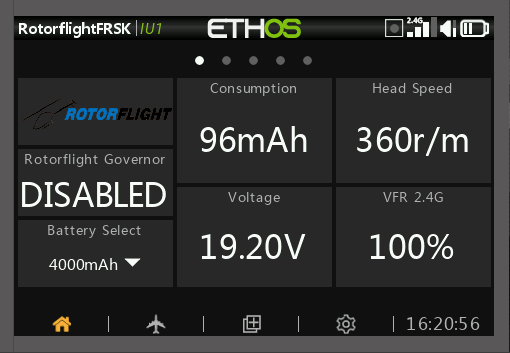 RotorflightFRSK IU1
ETHOS
2.4G
ROTORFLIGHT
Rotorflight Governor
DISABLED
Battery Select
4000mAh
Consumption
96mAh
Voltage
19.20V
Head Speed
360r/m
VFR 2.4G
100%
16:20:56